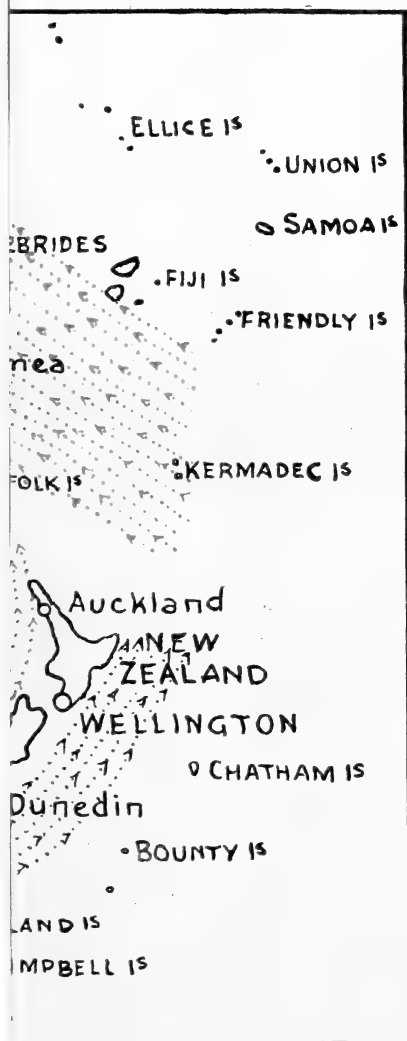 ELLICE IS
UNION IS
SAMOA IS
EBRIDES
FIJI IS
FRIENDLY IS
nea
KERMADEC IS
FOLK IS
Auckland
NEW
ZEALAND
WELLINGTON
CHATHAM IS
Dunedin
BOUNTY IS
LAND IS
MPBELL IS